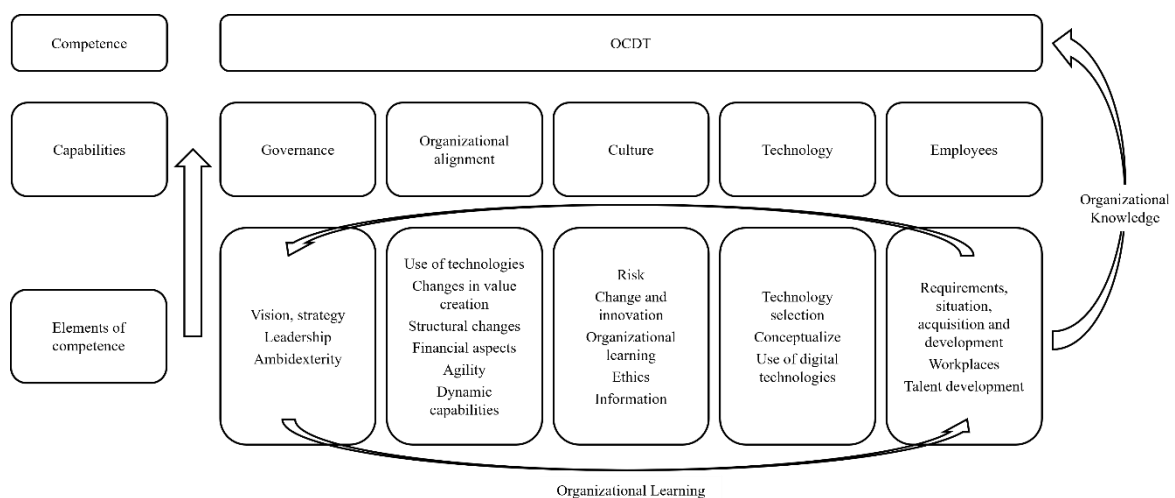 Competence
OCDT
Capabilities
Governance
Organizational
alignment
Culture
Technology
Employees
Organizational
Knowledge
Elements of
competence
Vision, strategy
Leadership
Ambidexterity
Use of technologies
Changes in value
creation
Structural changes
Financial aspects
Agility
Dynamic
capabilities
Risk
Change and
innovation
Organizational
learning
Ethics
Information
Technology
selection
Conceptualize
Use of digital
technologies
Requirements,
situation,
acquisition and
development
Workplaces
Talent development
Organizational Learning